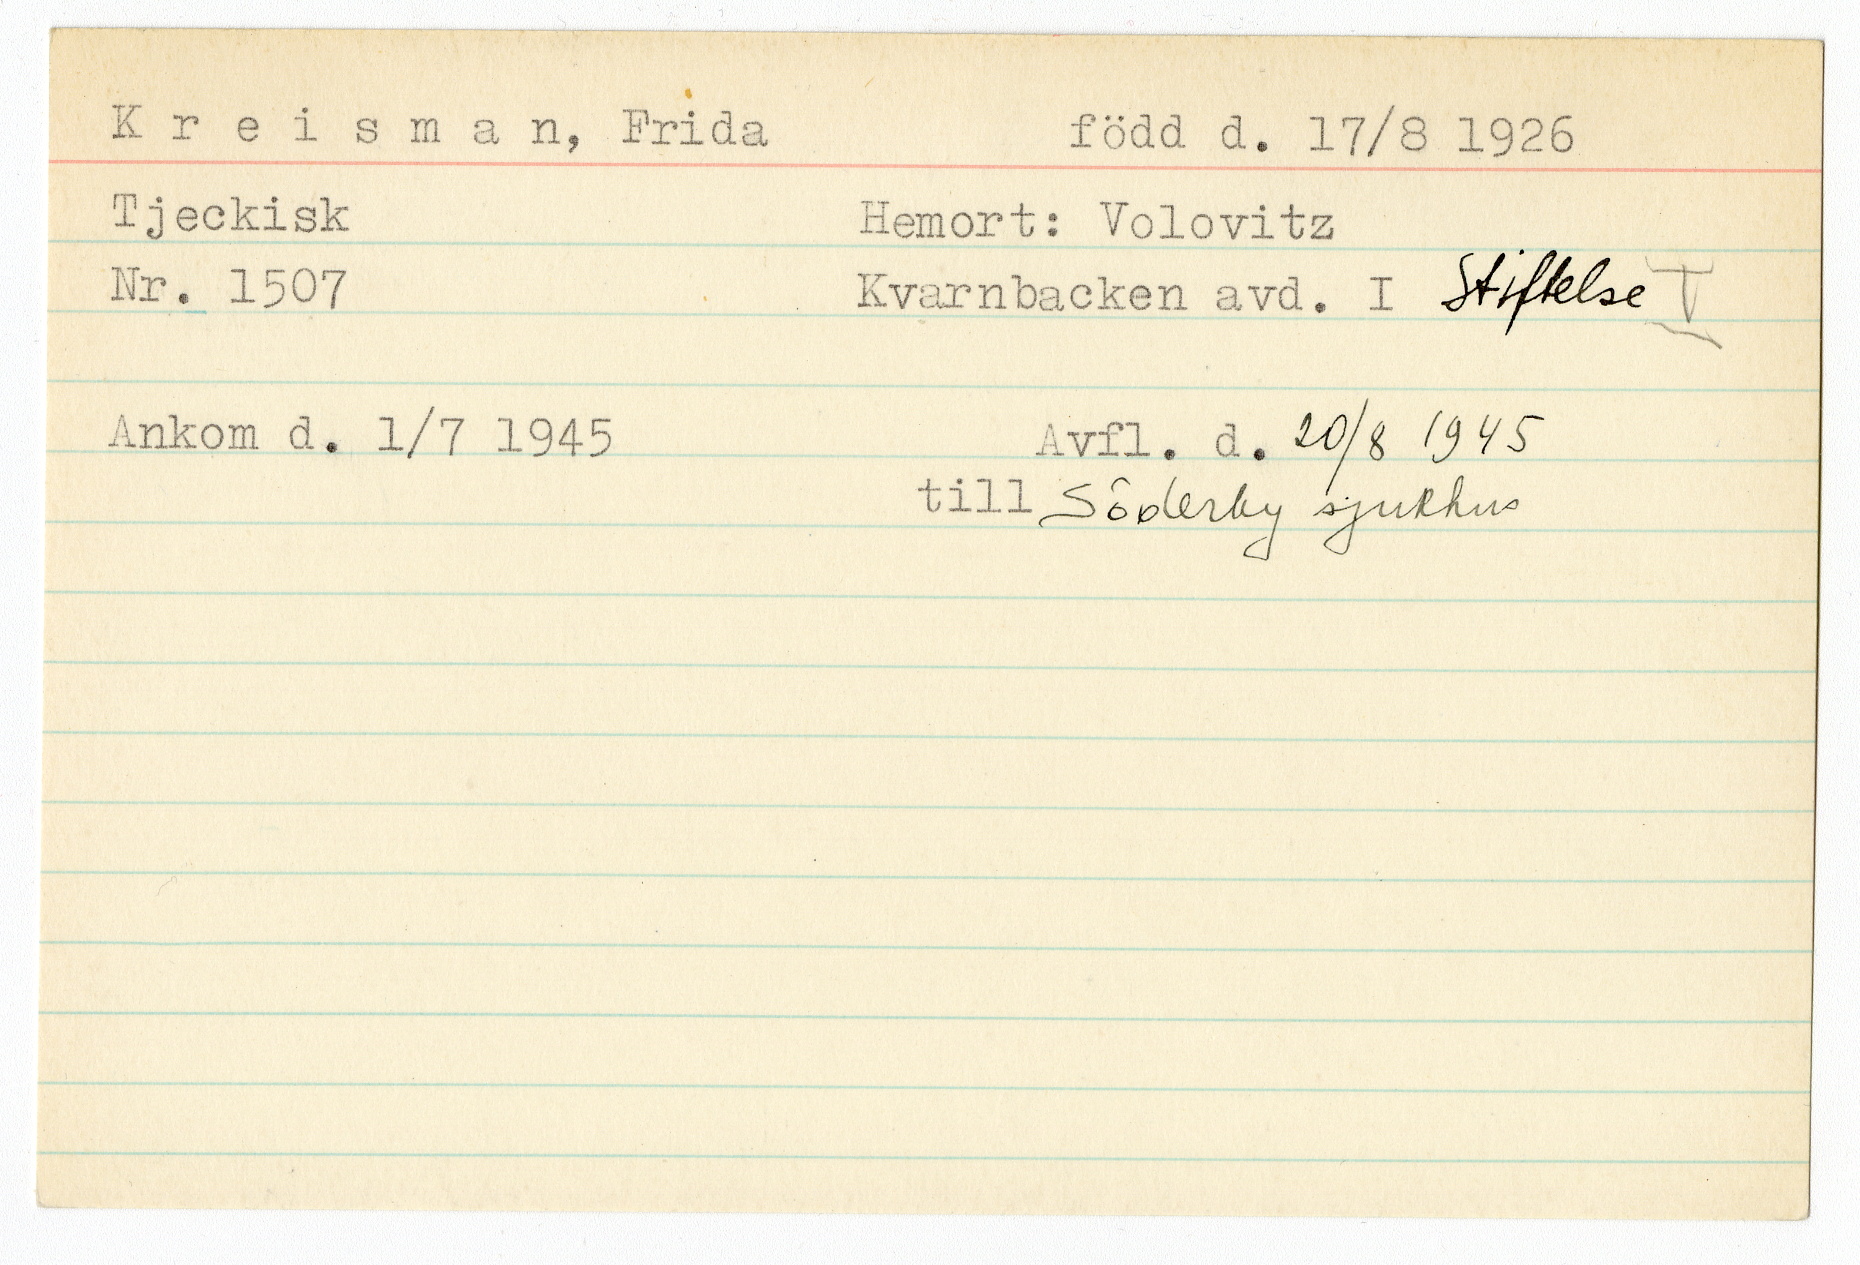 K r e i s m a n, Frida född d. 17/8 1926
Tjeckisk Hemort: Volovitz
Nr. 1507 Kvarnbacken avd. I Stiftelse T
Ankom d. 1/7 1945 Avfl. d. 20/8 1945
till Söderby sjukhus